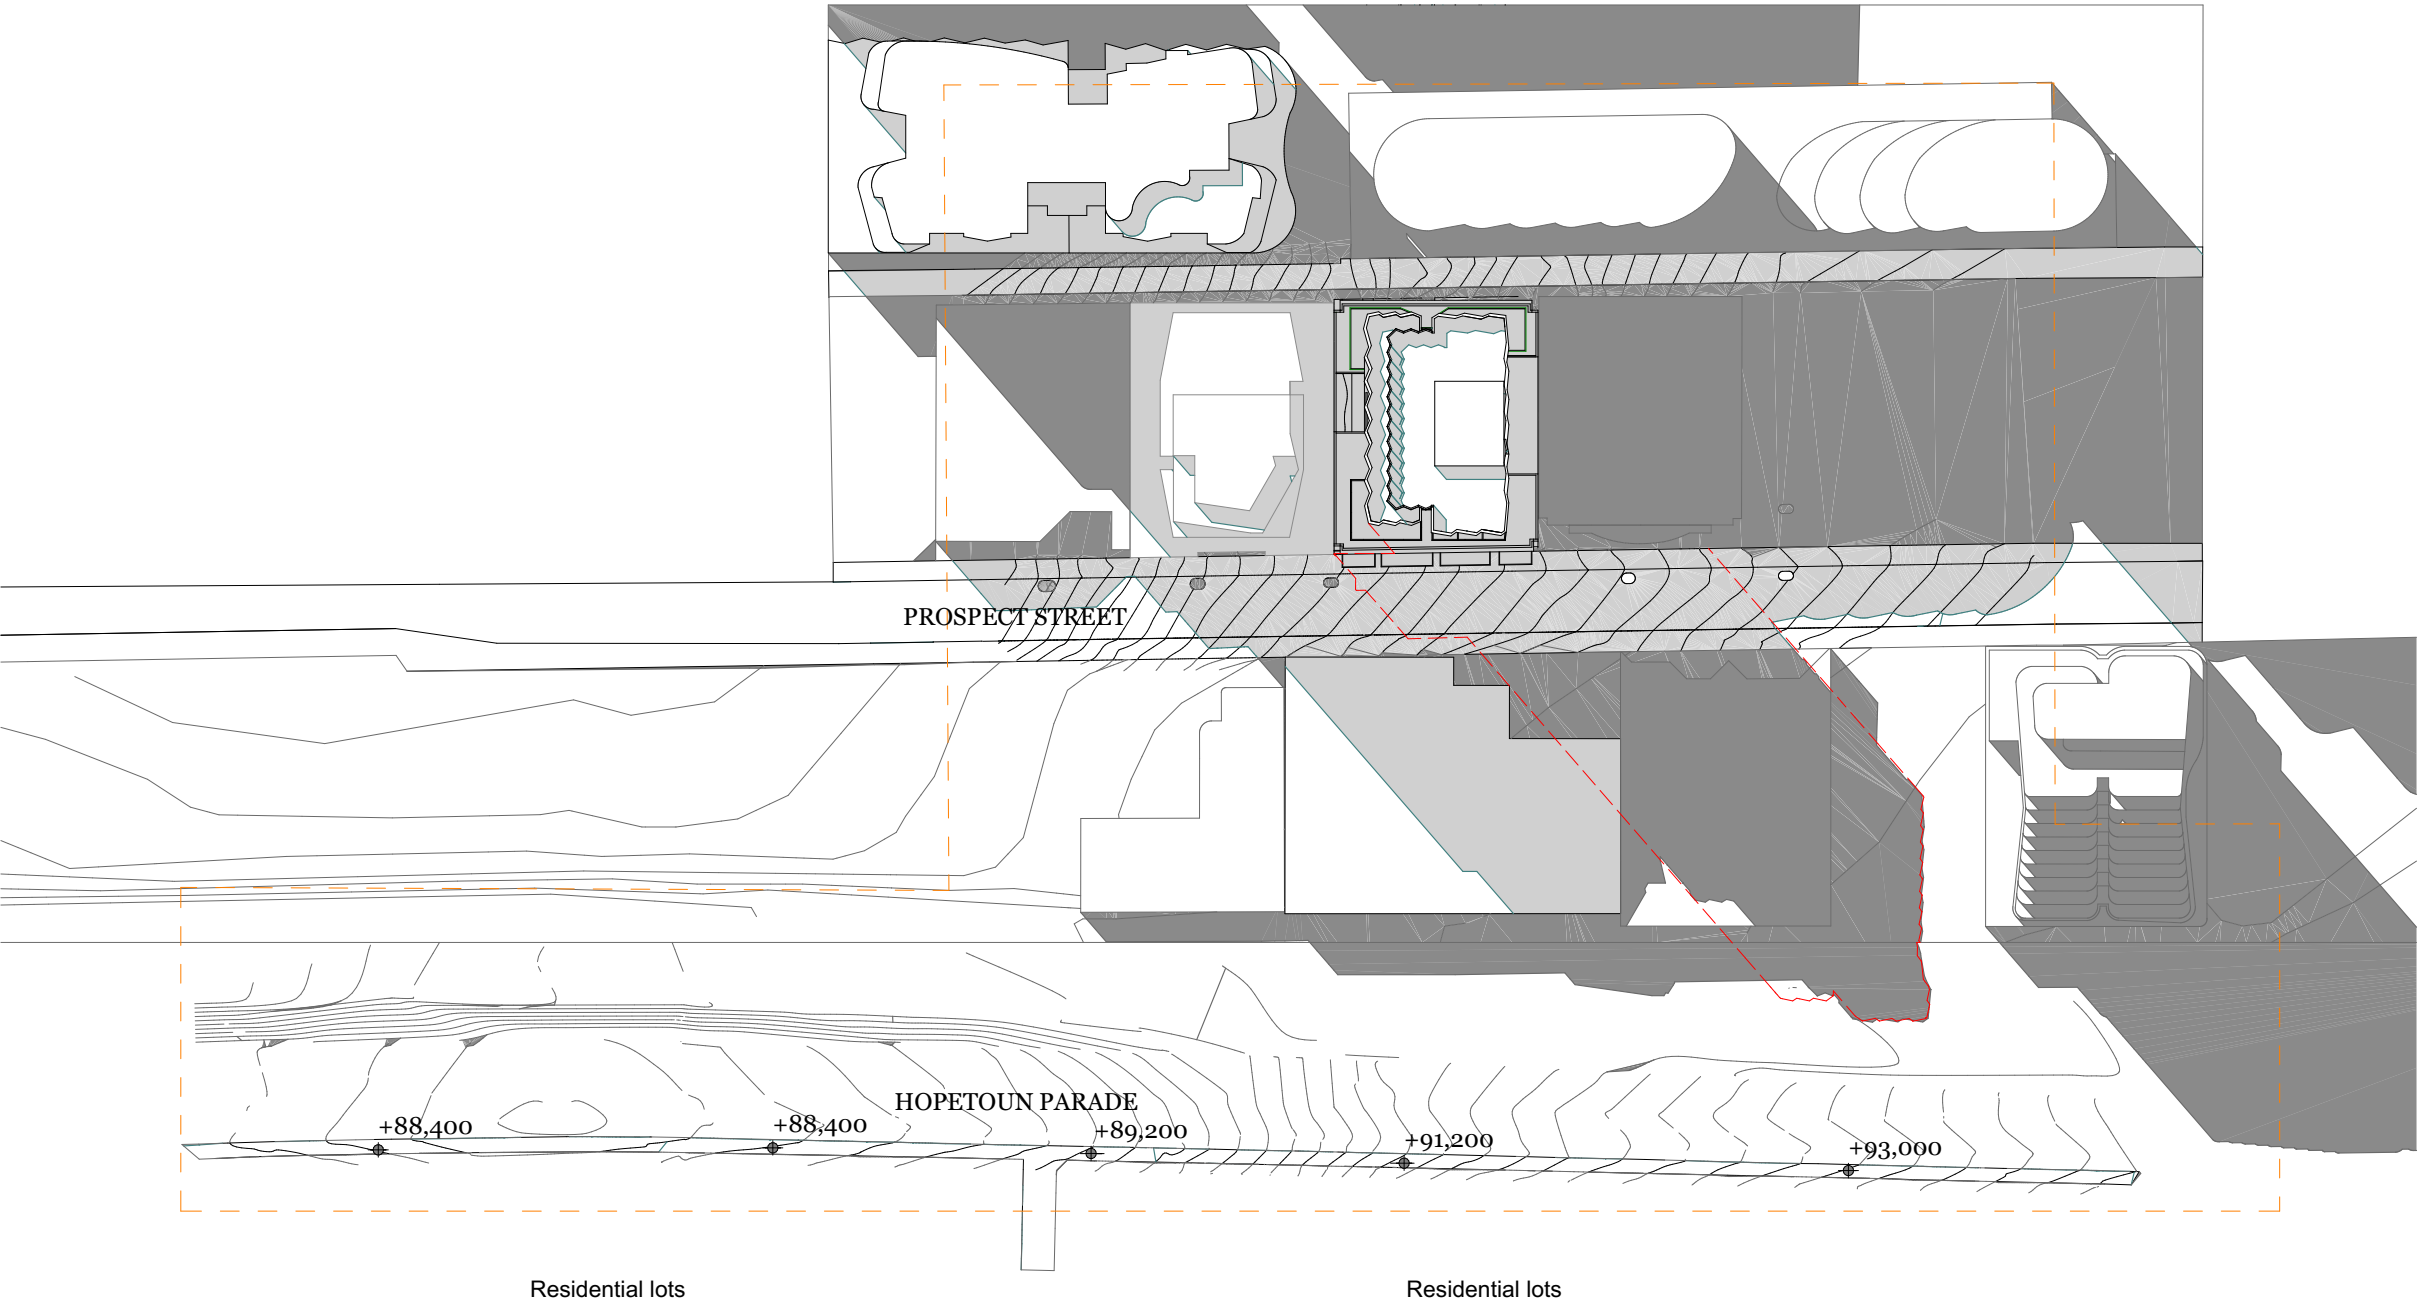 PROSPECT STREET
HOPETOUN PARADE
+88,400
+88,400
+89,200
+91,200
+93,000
Residential lots
Residential lots